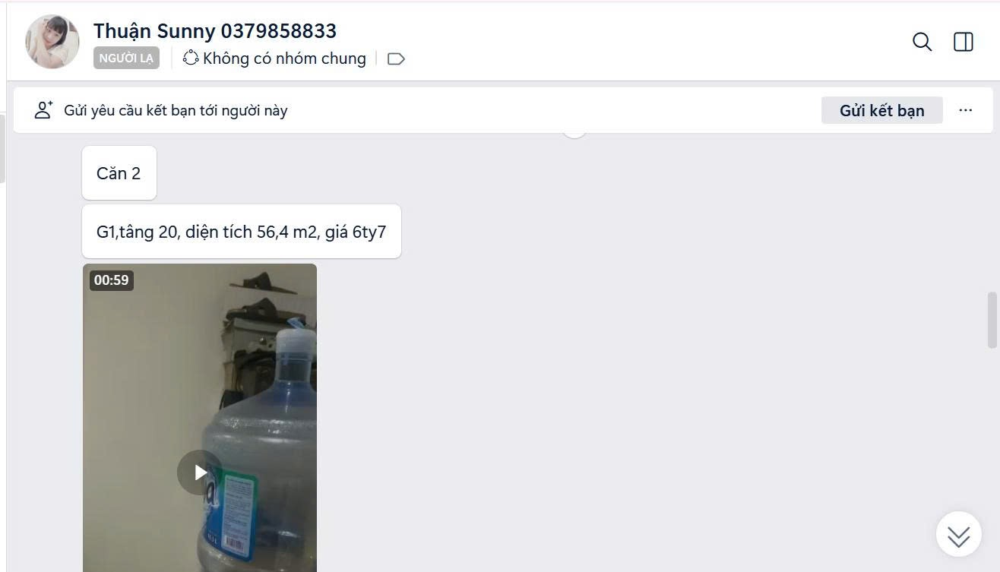 Thuận Sunny 0379858833
NGƯỜI LẠ
Không có nhóm chung
Gửi yêu cầu kết bạn tới người này
Gửi kết bạn
Căn 2
G1,tâng 20, diện tích 56,4 m2, giá 6ty7
00:59